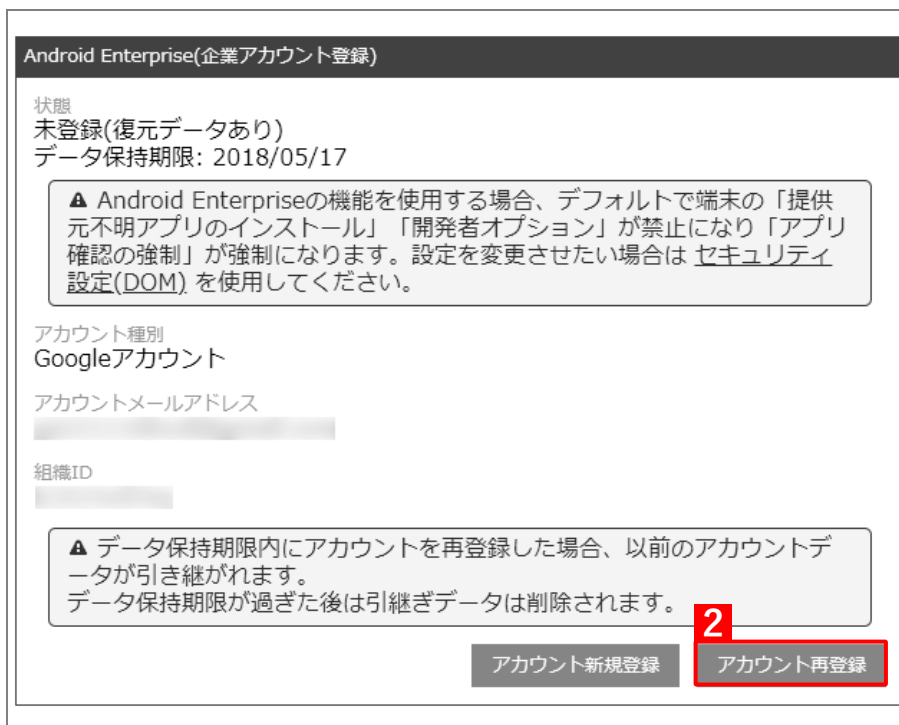 Android Enterprise(企業アカウント登録)
状態
未登録(復元データあり)
データ保持期限: 2018/05/17
▲ Android Enterpriseの機能を使用する場合、デフォルトで端末の「提供
元不明アプリのインストール」「開発者オプション」が禁止になり「アプリ
確認の強制」が強制になります。設定を変更させたい場合は セキュリティ
設定(DOM) を使用してください。
アカウント種別
Googleアカウント
アカウントメールアドレス
組織ID
▲ データ保持期限内にアカウントを再登録した場合、以前のアカウントデ
ータが引き継がれます。
データ保持期限が過ぎた後は引継ぎデータは削除されます。
2
アカウント新規登録
アカウント再登録